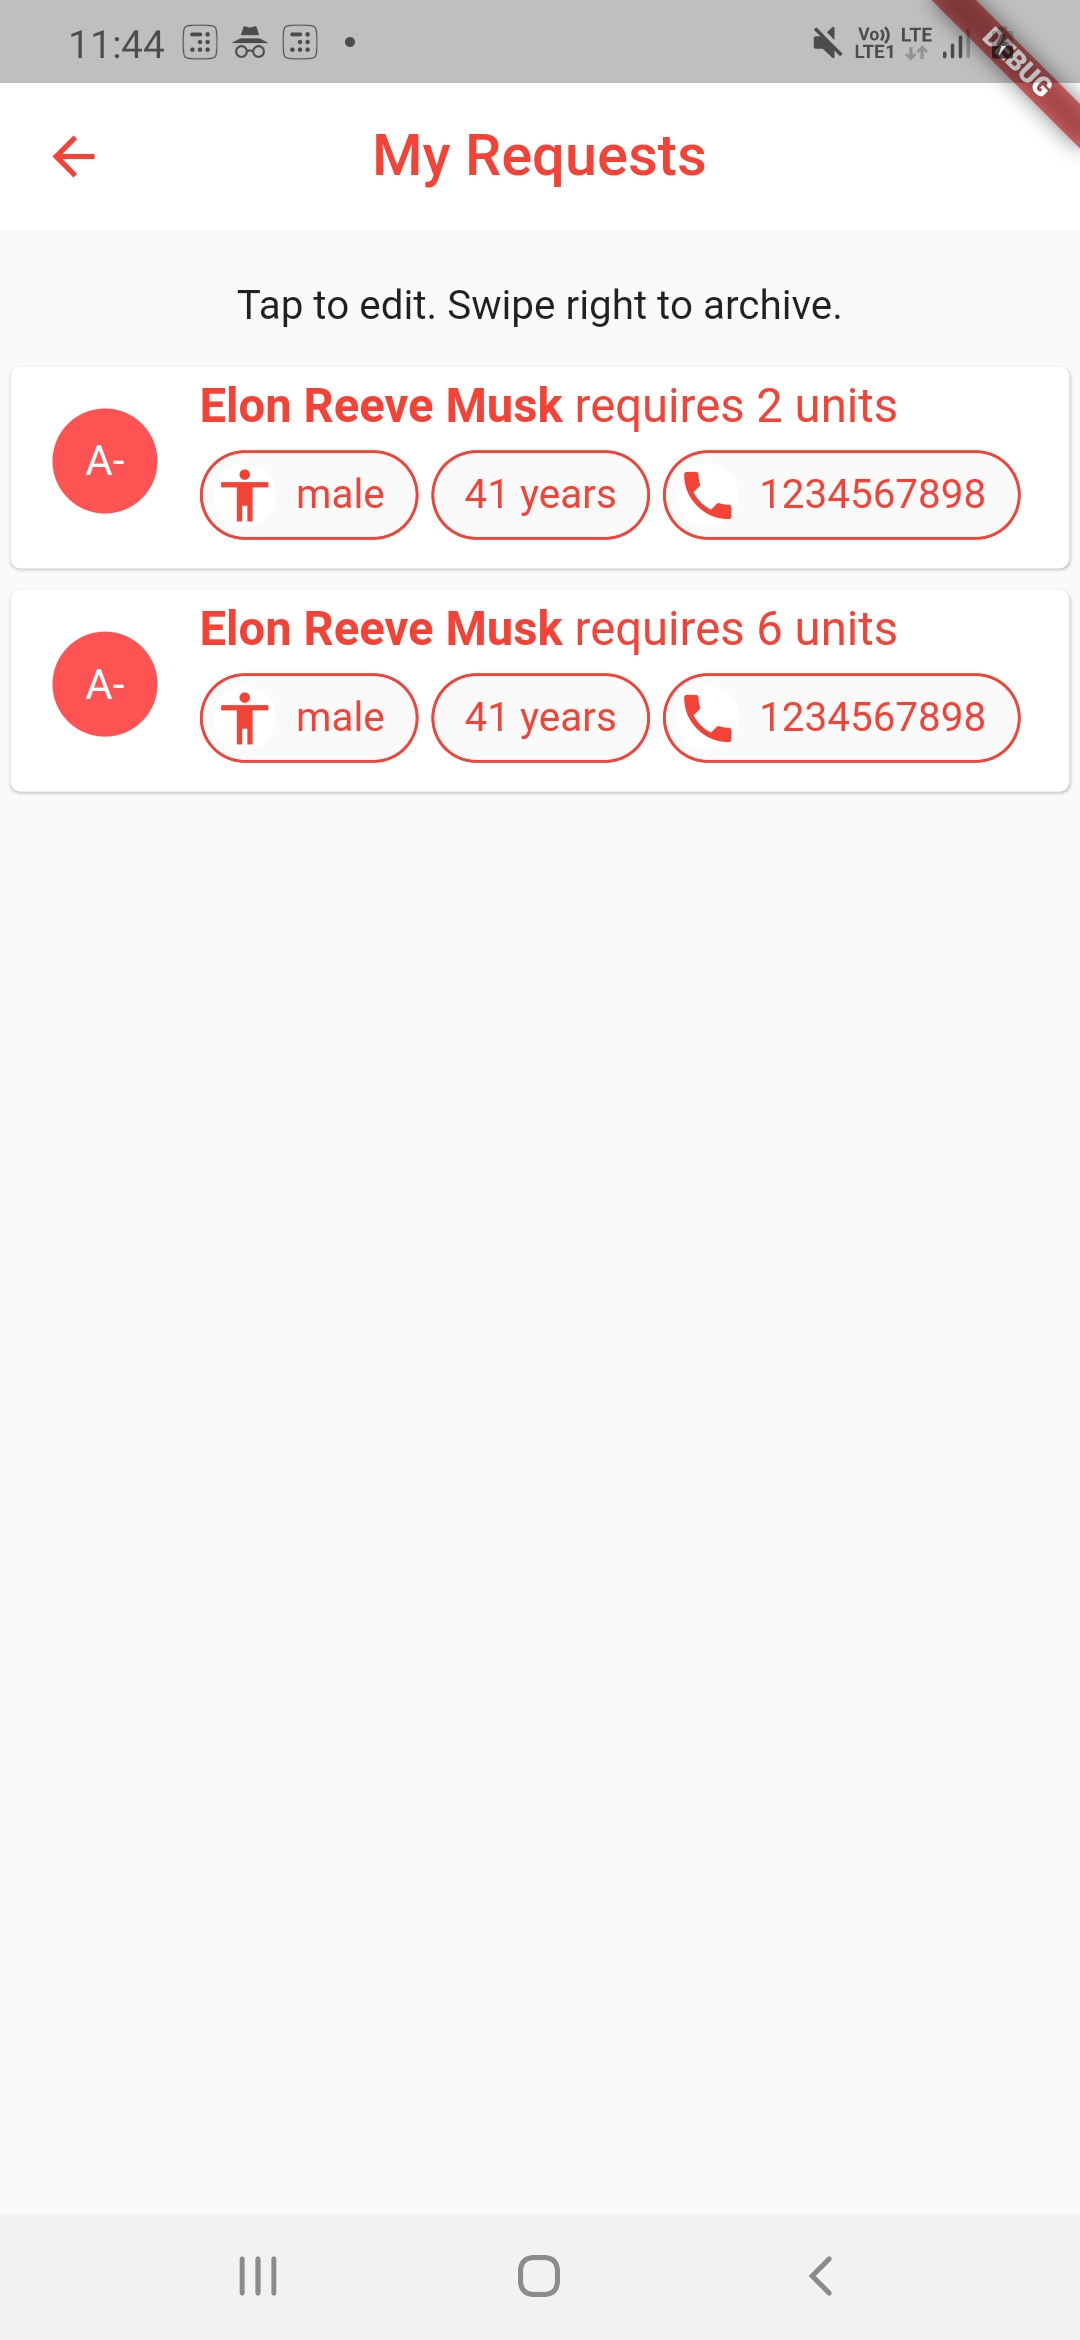 11:44
Vo)) LTE
LTE1
DEBUG
My Requests
Tap to edit. Swipe right to archive.
Elon Reeve Musk requires 2 units
A-
male 41 years 1234567898
Elon Reeve Musk requires 6 units
A-
male 41 years 1234567898